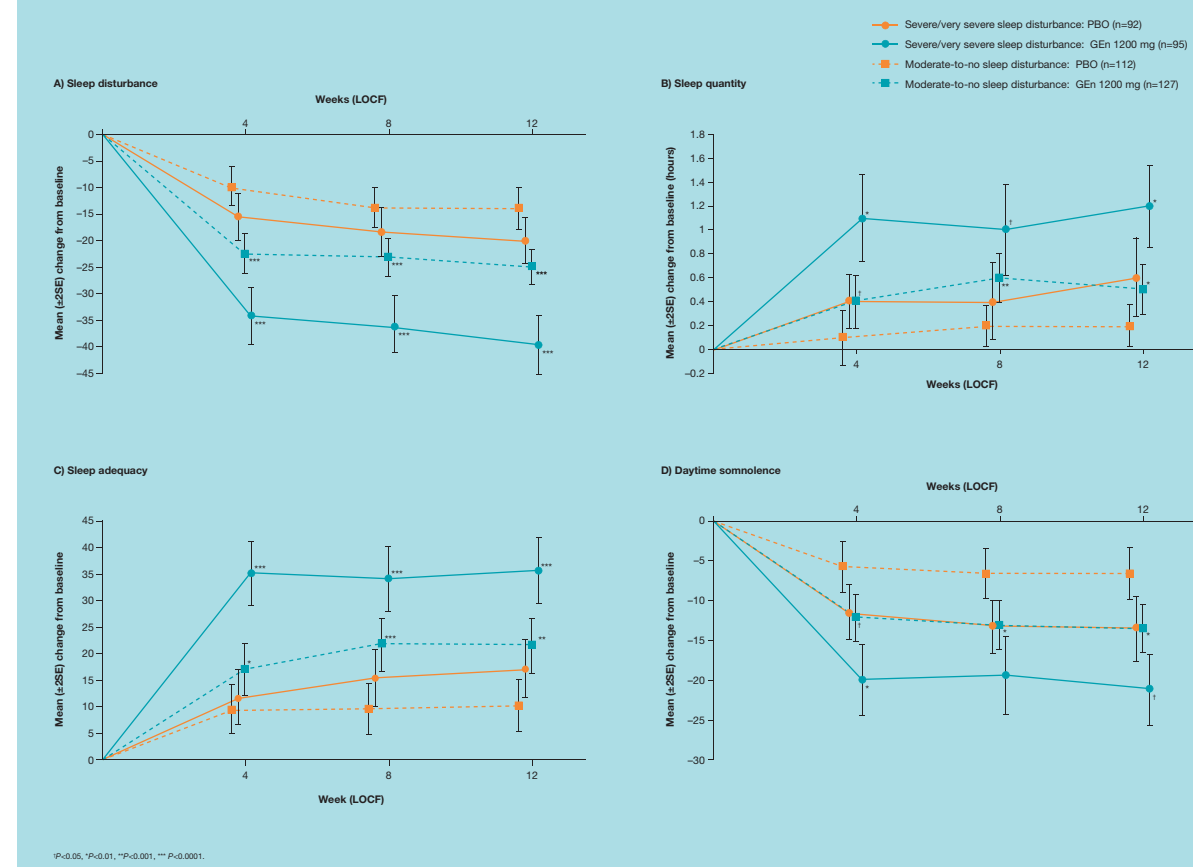 Severe/very severe sleep disturbance: PBO (n=92)
Severe/very severe sleep disturbance: GEn 1200 mg (n=95)
Moderate-to-no sleep disturbance: PBO (n=112)
Moderate-to-no sleep disturbance: GEn 1200 mg (n=127)
A) Sleep disturbance
Weeks (LOCF)
4 8 12
Mean (±2SE) change from baseline
0
–5
–10
–15
–20
–25
–30
–35
–40
–45
***
***
***
***
***
***
B) Sleep quantity
Mean (±2SE) change from baseline (hours)
1.8
1.6
1.4
1.2
1
0.8
0.6
0.4
0.2
0
–0.2
* † *
† ** *
4 8 12
Weeks (LOCF)
C) Sleep adequacy
Mean (±2SE) change from baseline
45
40
35
30
25
20
15
10
5
0
*** *** ***
* *** **
4 8 12
Week (LOCF)
D) Daytime somnolence
Weeks (LOCF)
4 8 12
Mean (±2SE) change from baseline
0
–5
–10
–15
–20
–25
–30
† * *
* †
†P<0.05, *P<0.01, **P<0.001, *** P<0.0001.